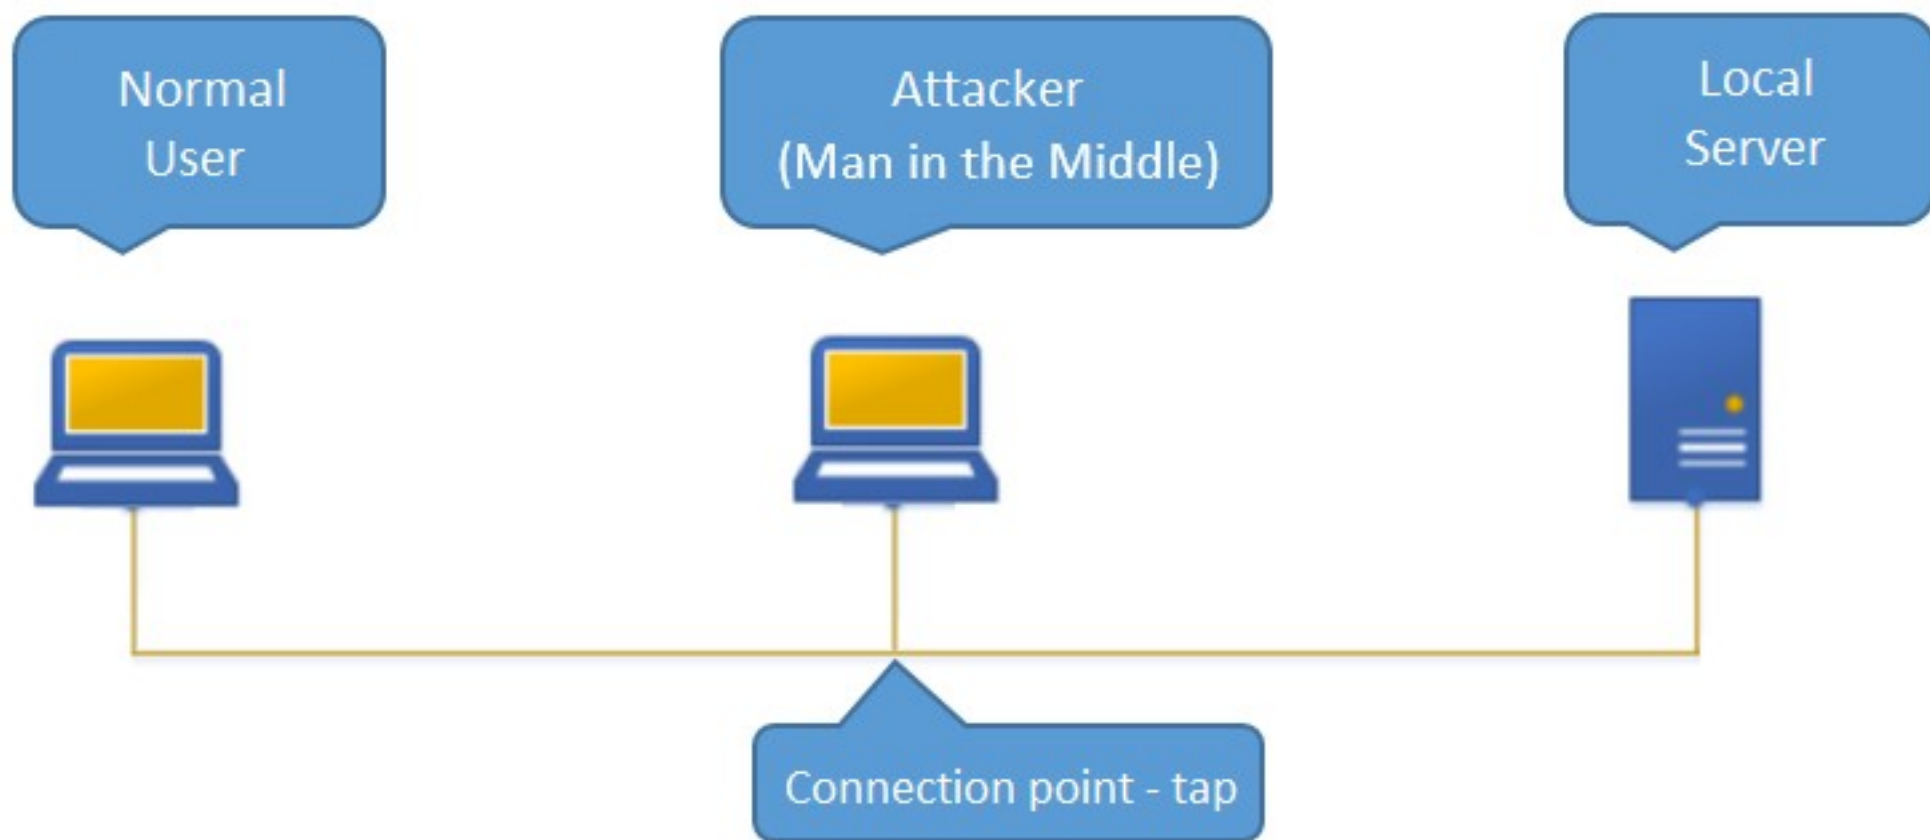 Normal
User
Attacker
(Man in the Middle)
Local
Server
Connection point - tap